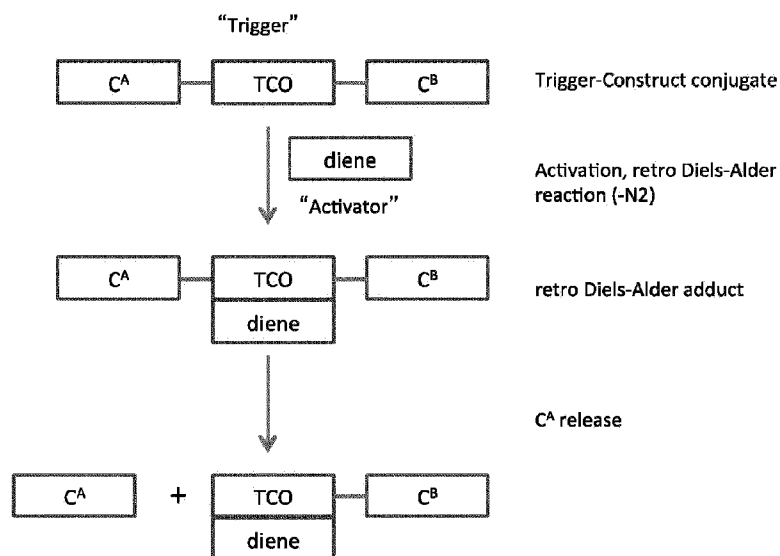 “Trigger”
C^A TCO C^B Trigger-Construct conjugate
diene
“Activator”
Activation, retro Diels-Alder
reaction (-N2)
C^A TCO C^B retro Diels-Alder adduct
diene
C^A release
C^A + TCO C^B
diene